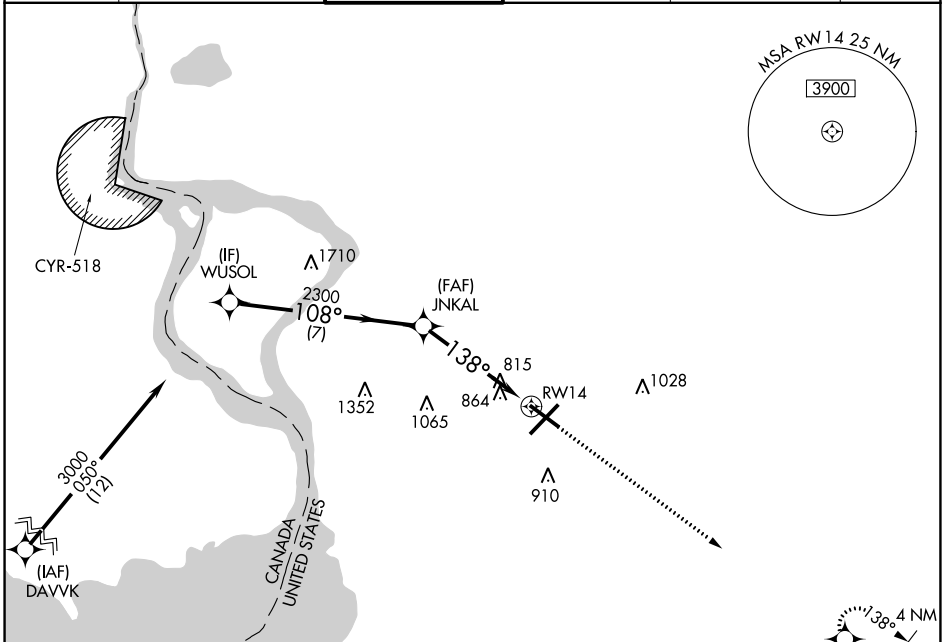 MSA RW14 25 NM
3900
CYR-518
(IF)
WUSOL
1710
2300
108°
(7)
(FAF)
JNKAL
138°
815
864
RW14
1028
1352
1065
910
3000
050°
(12)
(IAF)
DAVVK
CANADA
UNITED STATES
138°
4 NM